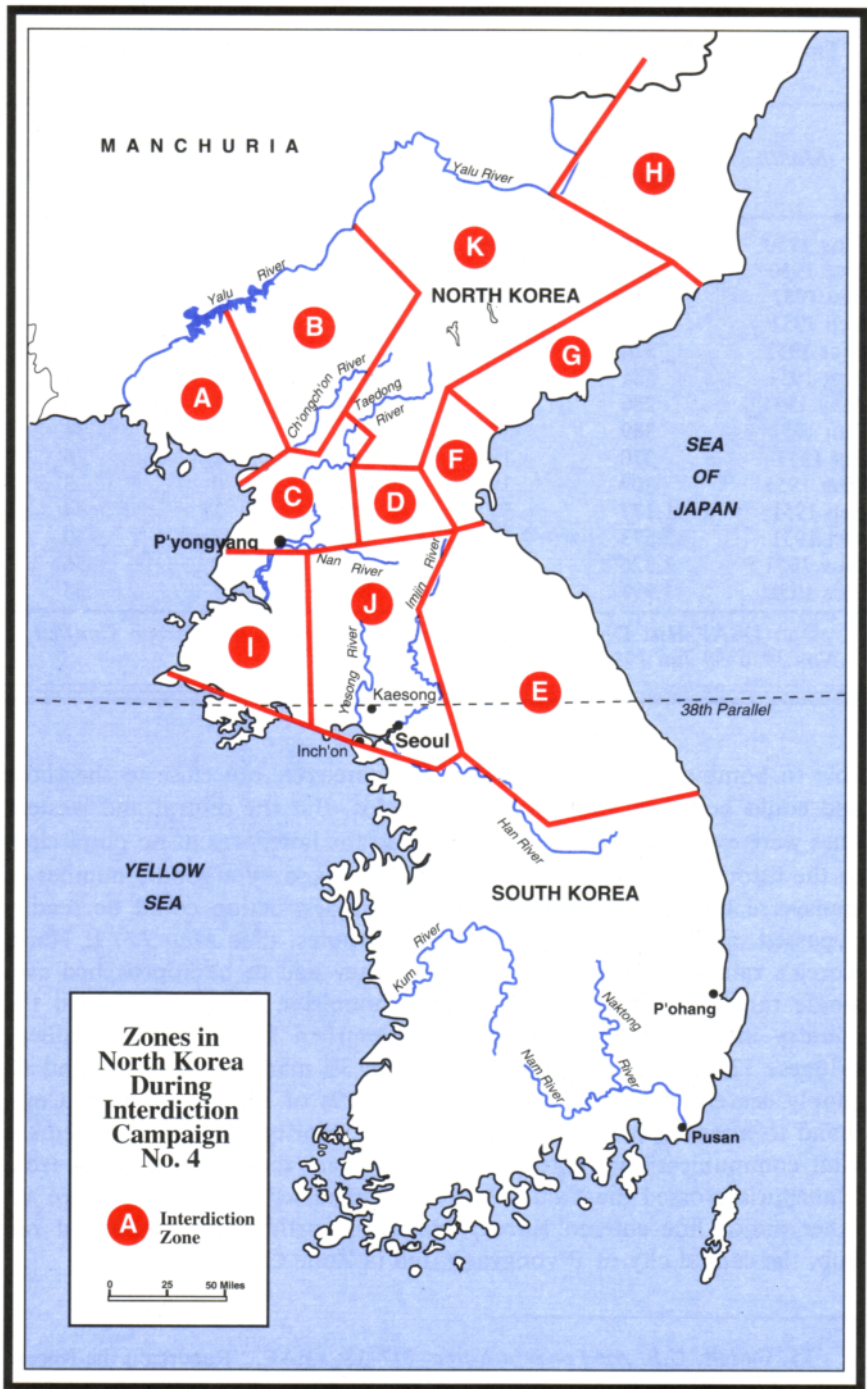 MANCHURIA
H
Yalu River
K
NORTH KOREA
Yalu River
B
A
G
Ch'ongch'on River
Taedong River
F
SEA
OF
JAPAN
C
D
P'yongyang
Nan River
Imjin River
J
I
Yesong River
E
Kaesong
38th Parallel
Seoul
Inch'on
Han River
YELLOW
SEA
SOUTH KOREA
Kum River
P'ohang
Naktong River
Nam River
Pusan
Zones in
North Korea
During
Interdiction
Campaign
No. 4
A Interdiction
Zone
0 25 50 Miles